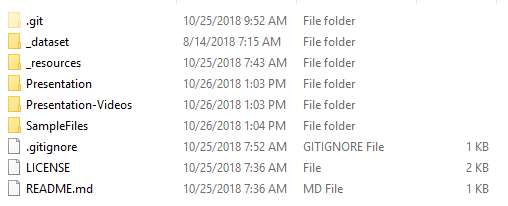 .git 10/25/2018 9:52 AM File folder
_dataset 8/14/2018 7:15 AM File folder
_resources 10/25/2018 7:43 AM File folder
Presentation 10/26/2018 1:03 PM File folder
Presentation-Videos 10/26/2018 1:03 PM File folder
SampleFiles 10/26/2018 1:04 PM File folder
.gitignore 10/25/2018 7:52 AM GITIGNORE File 1 KB
LICENSE 10/25/2018 7:36 AM File 2 KB
README.md 10/25/2018 7:36 AM MD File 1 KB